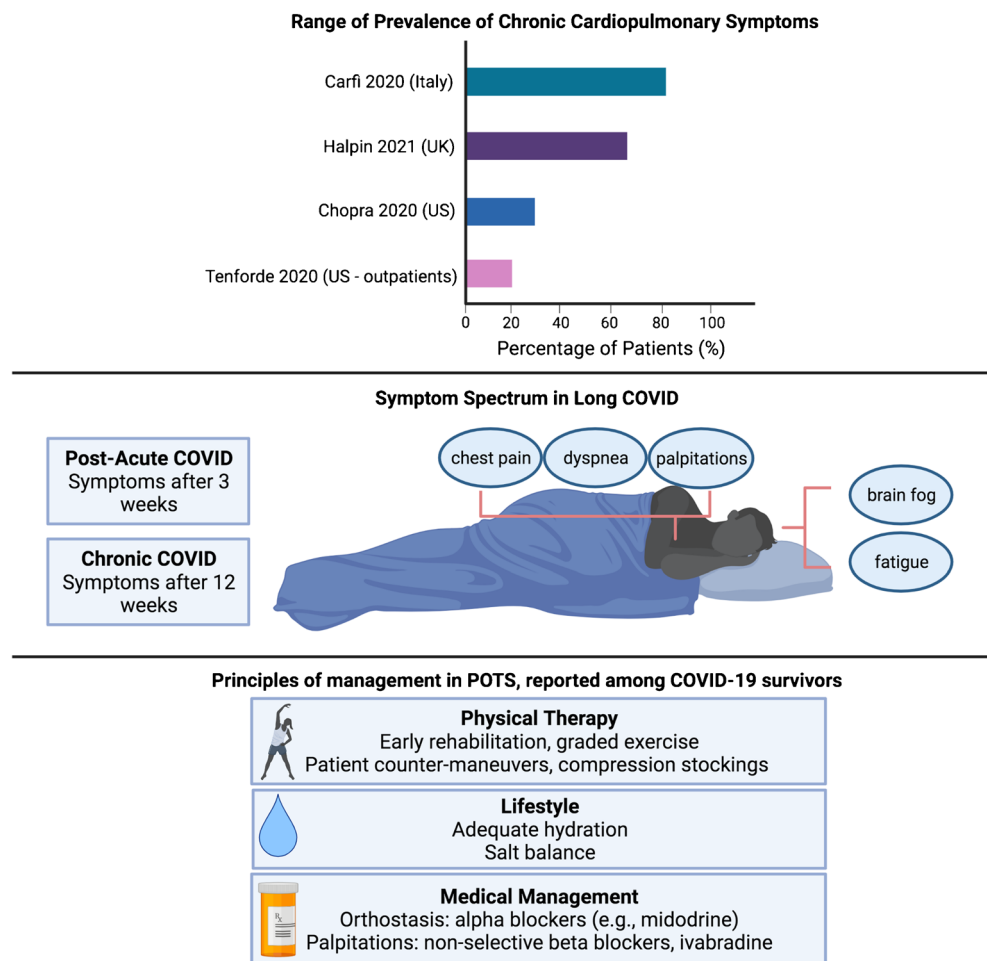 Range of Prevalence of Chronic Cardiopulmonary Symptoms
Carfì 2020 (Italy)
Halpin 2021 (UK)
Chopra 2020 (US)
Tenforde 2020 (US - outpatients)
0 20 40 60 80 100
Percentage of Patients (%)
Symptom Spectrum in Long COVID
Post-Acute COVID
Symptoms after 3
weeks
Chronic COVID
Symptoms after 12
weeks
chest pain
dyspnea
palpitations
brain fog
fatigue
Principles of management in POTS, reported among COVID-19 survivors
Physical Therapy
Early rehabilitation, graded exercise
Patient counter-maneuvers, compression stockings
Lifestyle
Adequate hydration
Salt balance
Rx
Medical Management
Orthostasis: alpha blockers (e.g., midodrine)
Palpitations: non-selective beta blockers, ivabradine